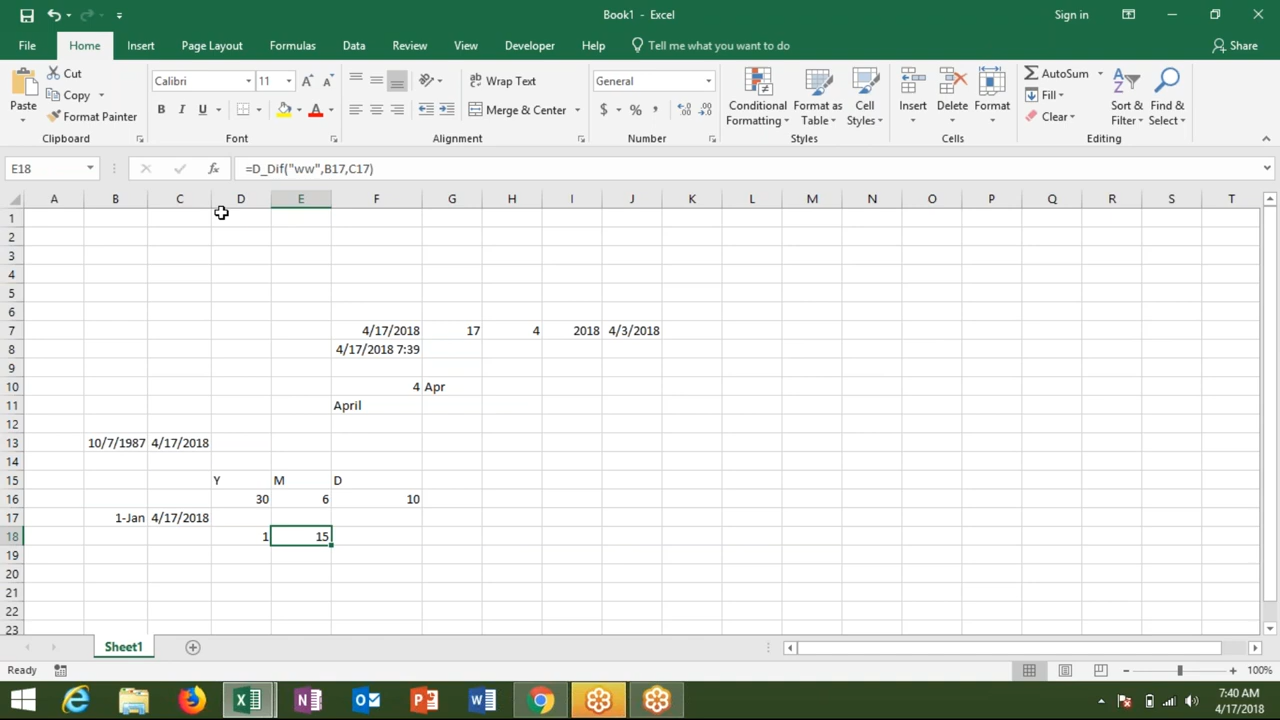 Book1 - Excel
Sign in
File Home Insert Page Layout Formulas Data Review View Developer Help Tell me what you want to do Share
Paste Cut Copy Format Painter
Calibri 11
B I U A
Wrap Text
Merge & Center
General
$ % ,
Conditional Formatting
Format as Table
Cell Styles
Insert Delete Format
AutoSum
Fill
Clear
Sort & Filter
Find & Select
Clipboard Font Alignment Number Styles Cells Editing
E18 fx =D_Dif("ww",B17,C17)
A B C D E F G H I J K L M N O P Q R S T
1
2
3
4
5
6
7 4/17/2018 17 4 2018 4/3/2018
8 4/17/2018 7:39
9
10 4 Apr
11 April
12
13 10/7/1987 4/17/2018
14
15 Y M D
16 30 6 10
17 1-Jan 4/17/2018
18 1 15
19
20
21
22
23
Sheet1
Ready 100%
7:40 AM
4/17/2018